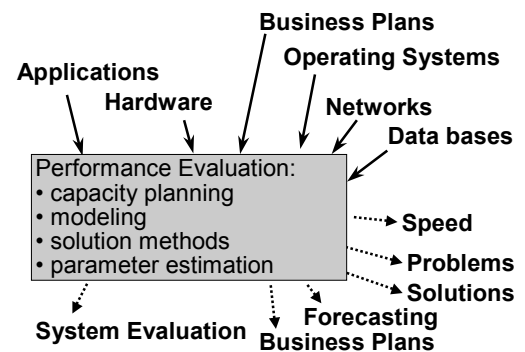 Business Plans
Operating Systems
Applications
Hardware
Networks
Data bases
Performance Evaluation:
• capacity planning
• modeling
• solution methods
• parameter estimation
Speed
Problems
Solutions
Forecasting
System Evaluation
Business Plans